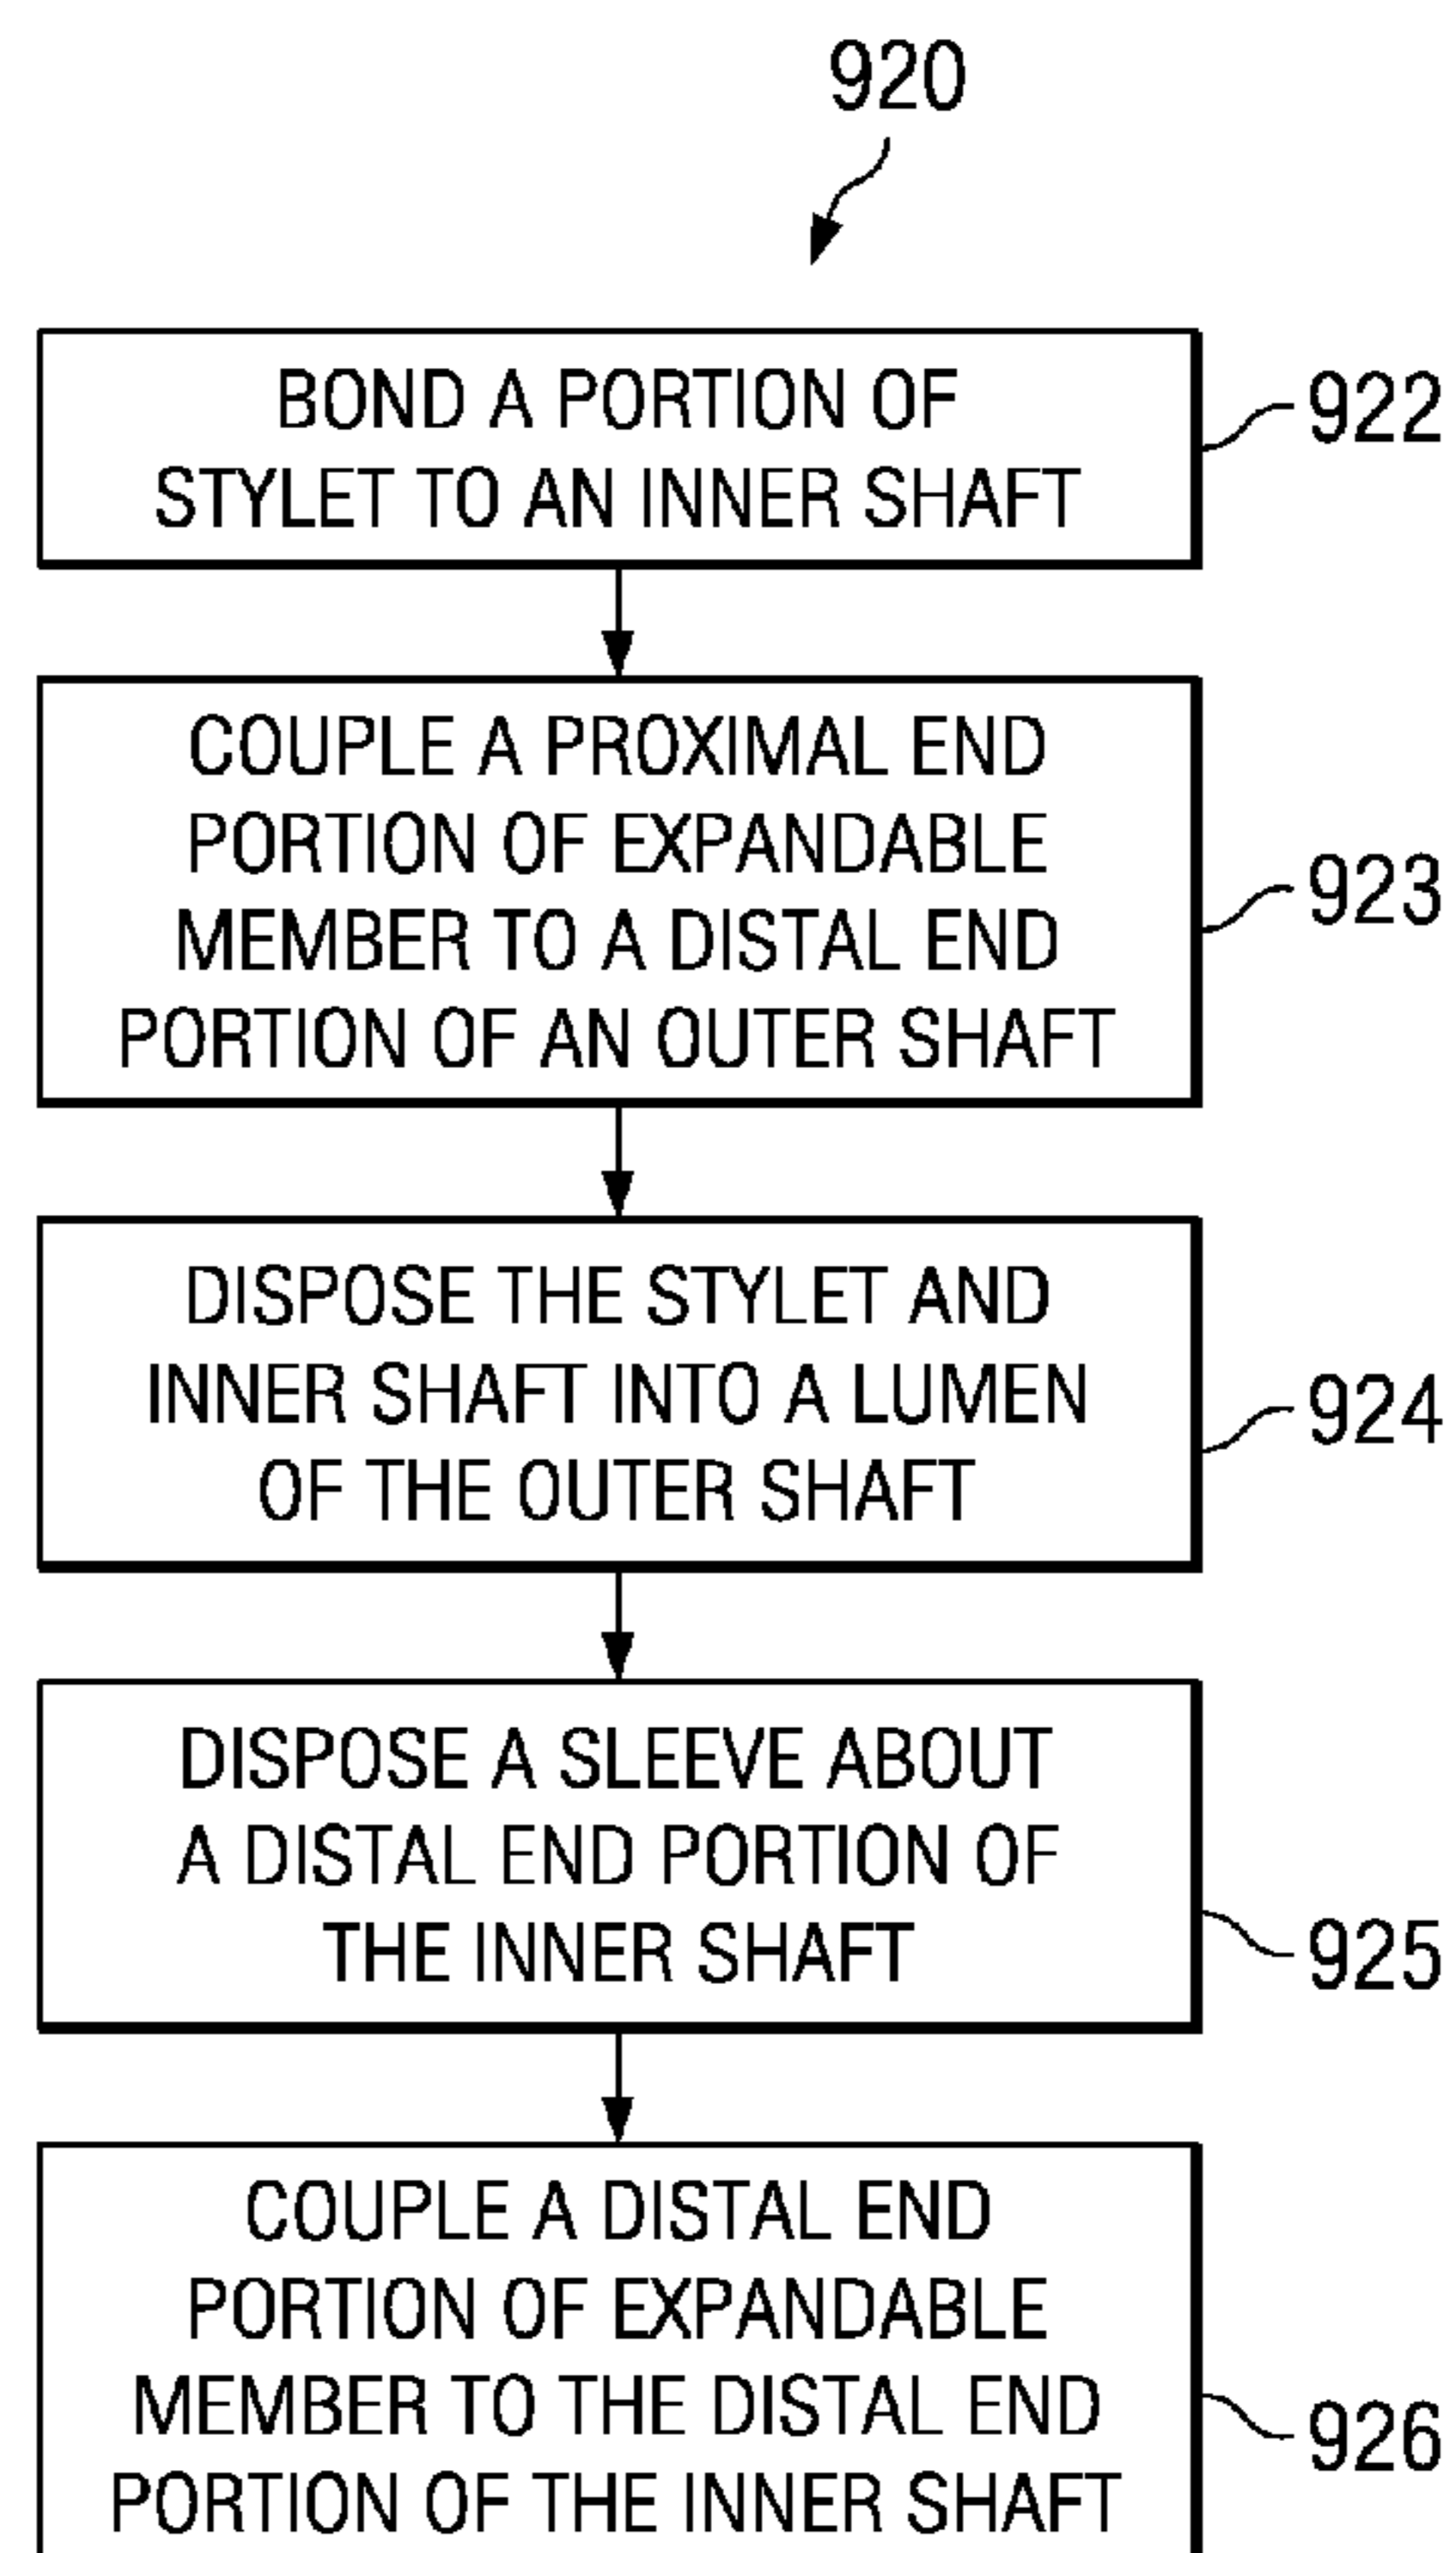 920
BOND A PORTION OF
STYLET TO AN INNER SHAFT
922
COUPLE A PROXIMAL END
PORTION OF EXPANDABLE
MEMBER TO A DISTAL END
PORTION OF AN OUTER SHAFT
923
DISPOSE THE STYLET AND
INNER SHAFT INTO A LUMEN
OF THE OUTER SHAFT
924
DISPOSE A SLEEVE ABOUT
A DISTAL END PORTION OF
THE INNER SHAFT
925
COUPLE A DISTAL END
PORTION OF EXPANDABLE
MEMBER TO THE DISTAL END
PORTION OF THE INNER SHAFT
926